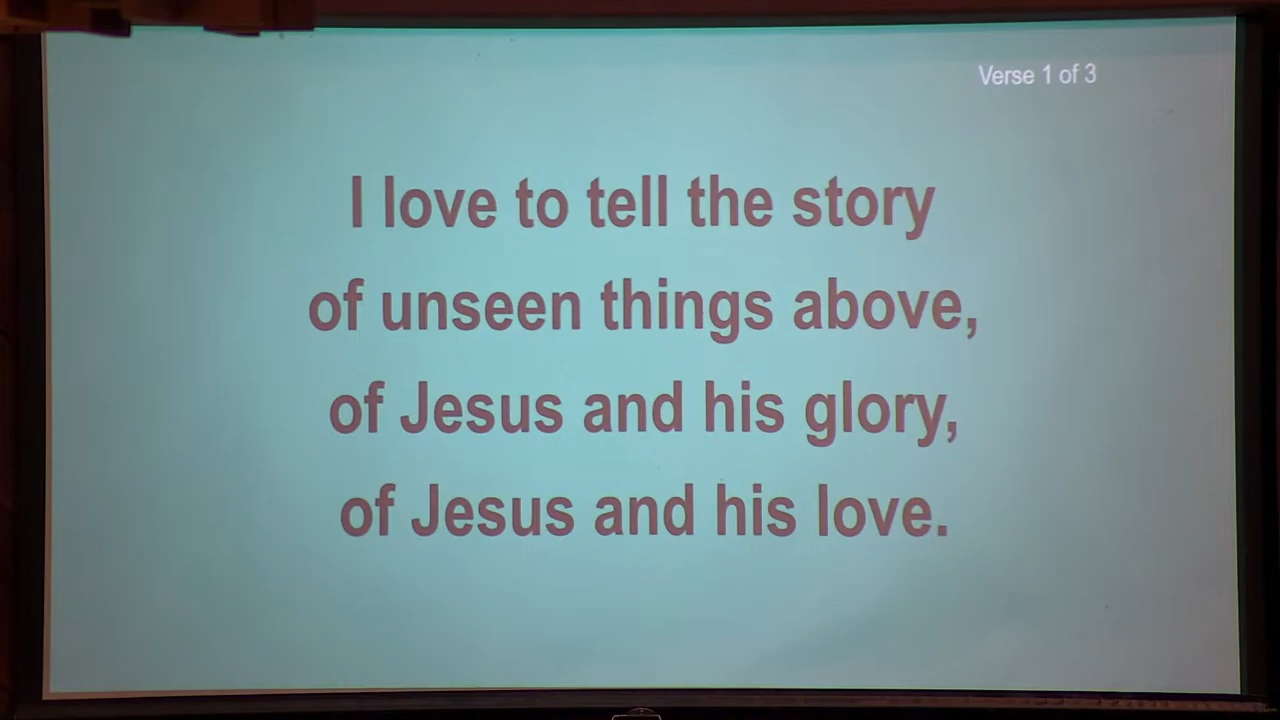 Verse 1 of 3
I love to tell the story
of unseen things above,
of Jesus and his glory,
of Jesus and his love.